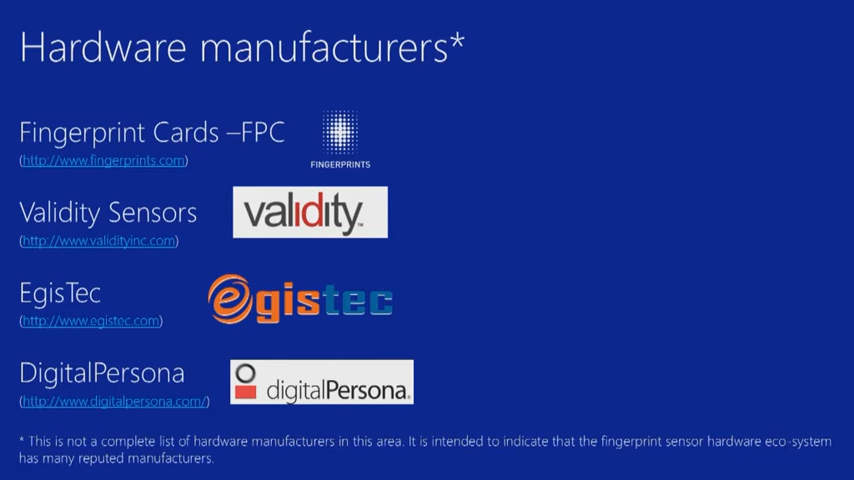 Hardware manufacturers*
Fingerprint Cards –FPC
(http://www.fingerprints.com)
FINGERPRINTS
Validity Sensors
(http://www.validityinc.com)
validity™
EgisTec
(http://www.egistec.com)
egistec
DigitalPersona
(http://www.digitalpersona.com/)
digitalPersona®
* This is not a complete list of hardware manufacturers in this area. It is intended to indicate that the fingerprint sensor hardware eco-system
has many reputed manufacturers.